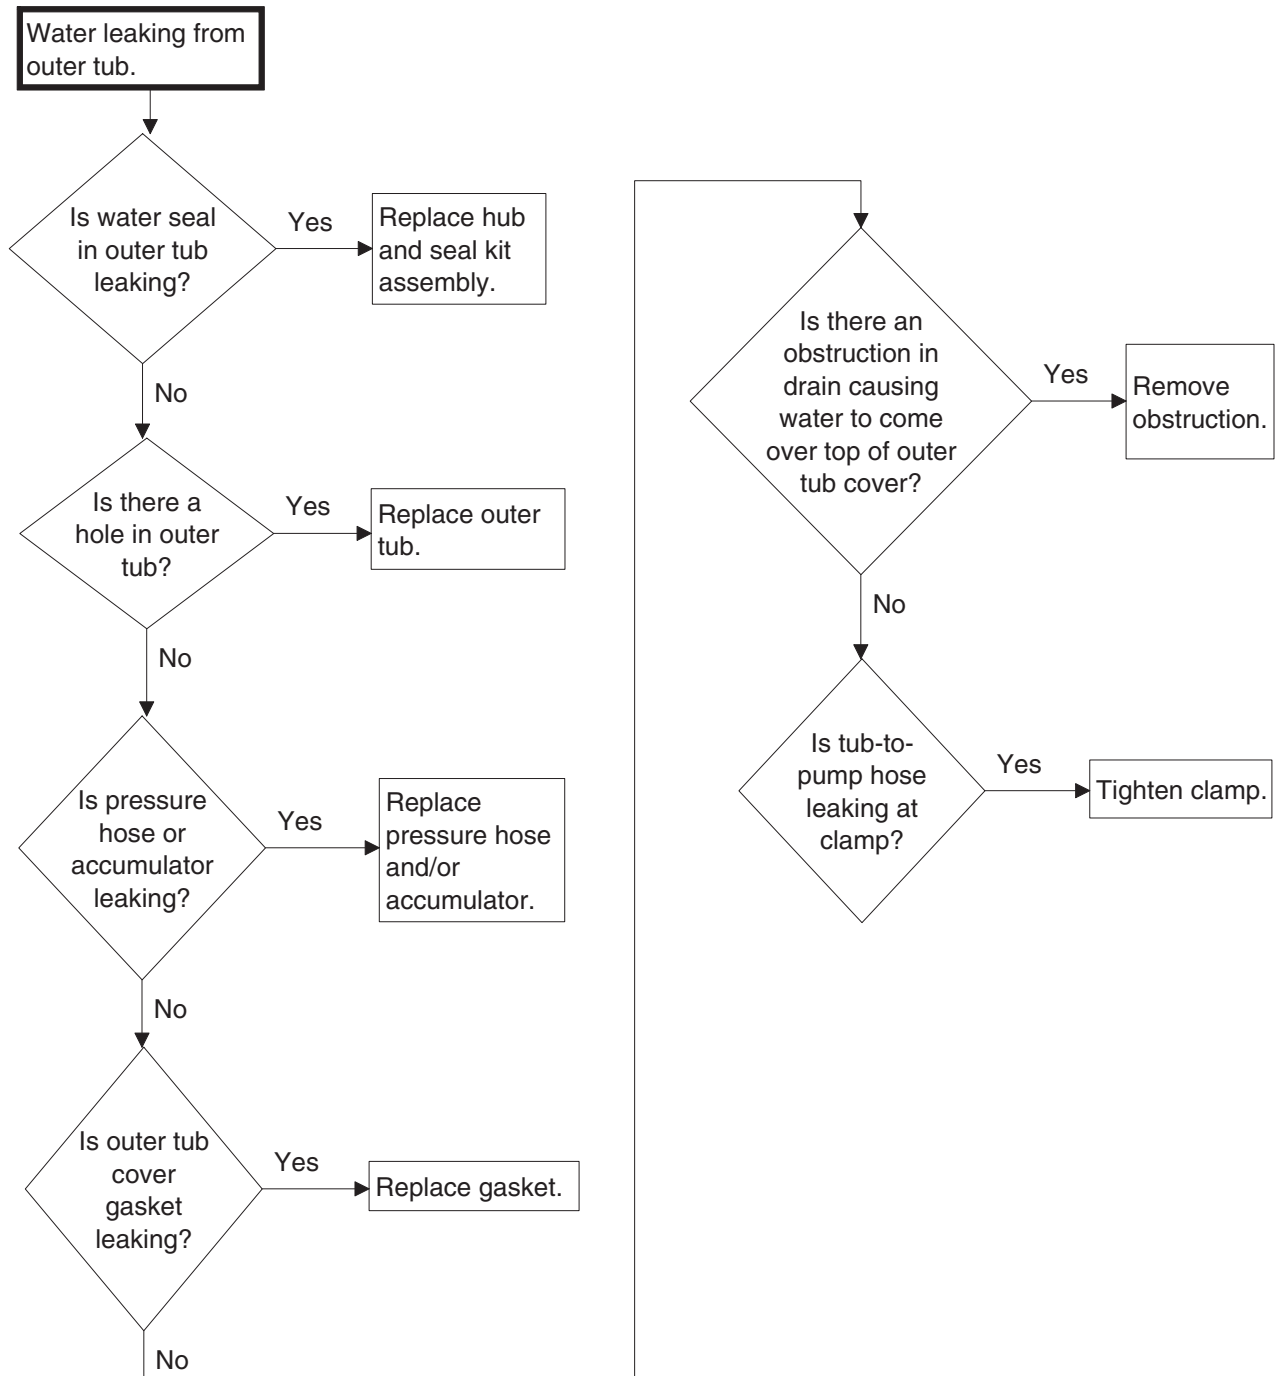 Water leaking from
outer tub.
Is water seal
in outer tub
leaking?
Yes
Replace hub
and seal kit
assembly.
No
Is there a
hole in outer
tub?
Yes
Replace outer
tub.
No
Is pressure
hose or
accumulator
leaking?
Yes
Replace
pressure hose
and/or
accumulator.
No
Is outer tub
cover
gasket
leaking?
Yes
Replace gasket.
No
Is there an
obstruction in
drain causing
water to come
over top of outer
tub cover?
Yes
Remove
obstruction.
No
Is tub-to-
pump hose
leaking at
clamp?
Yes
Tighten clamp.